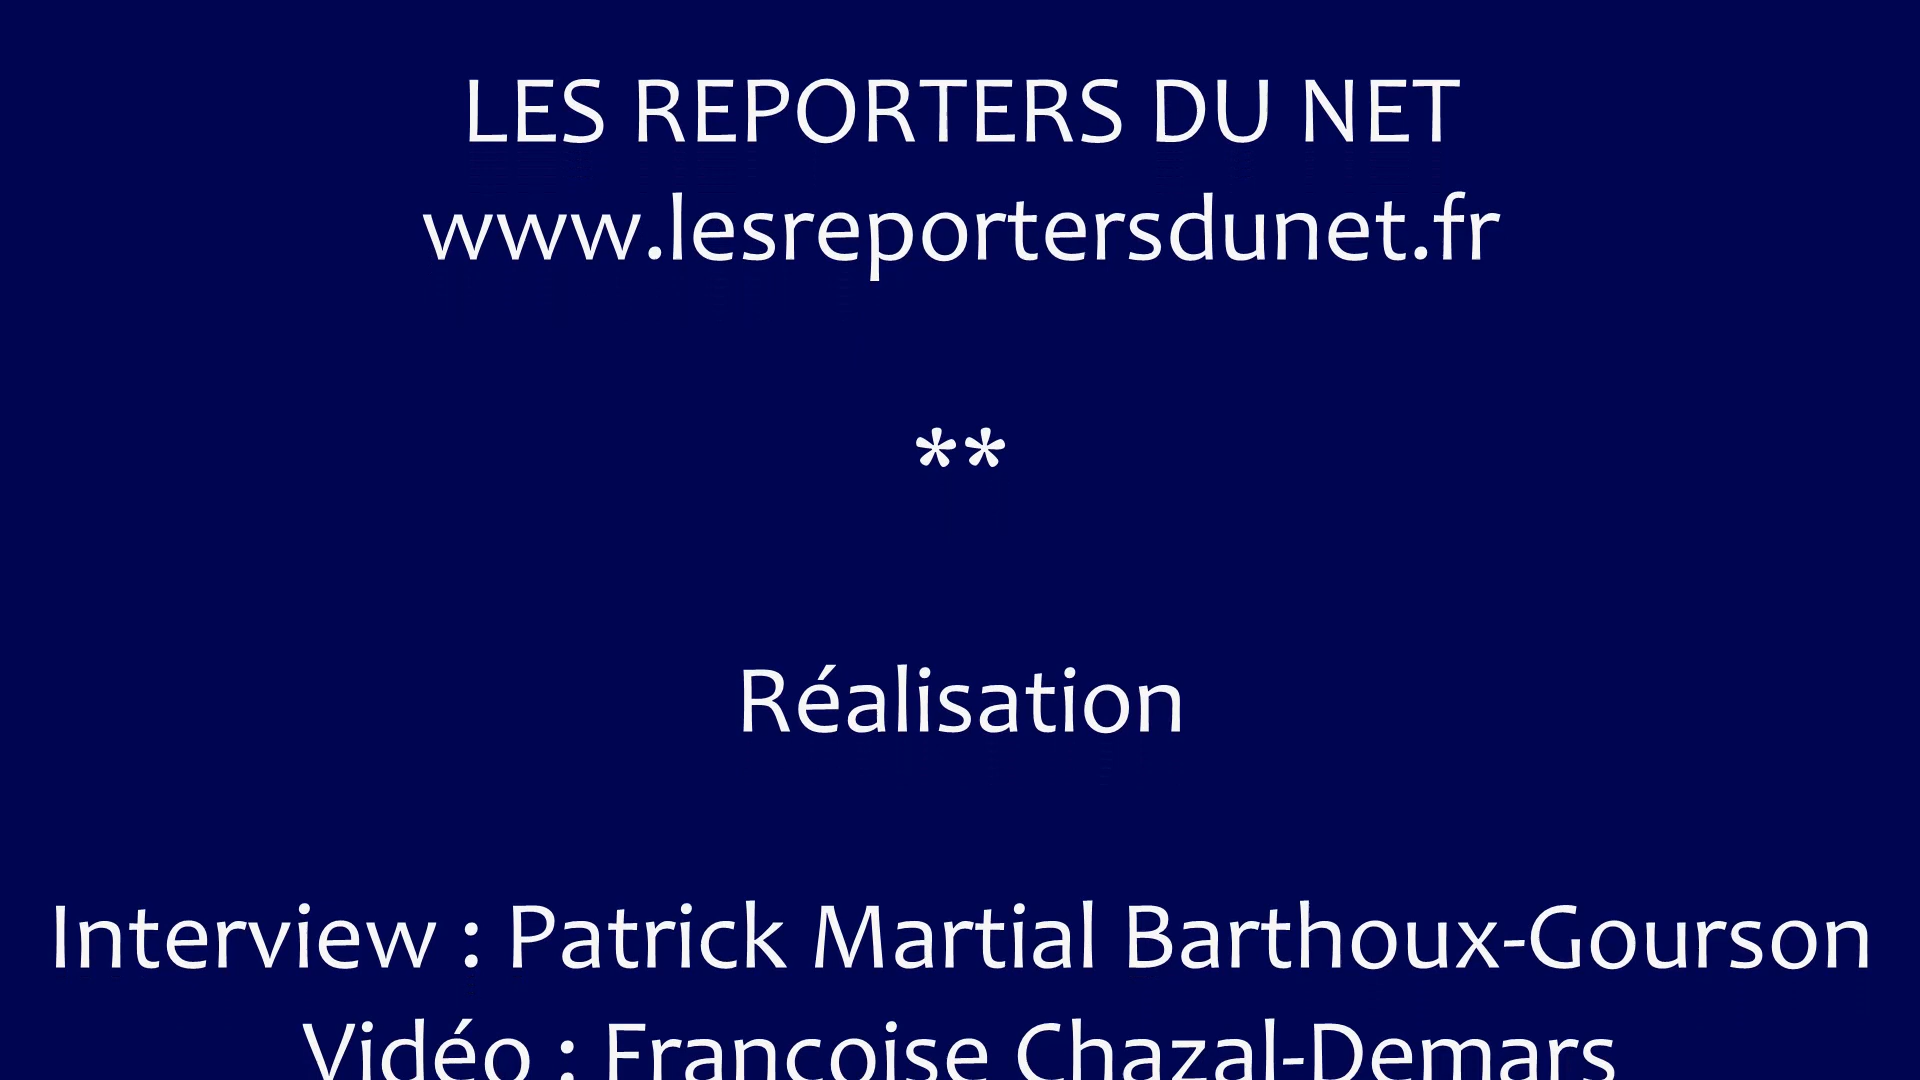 LES REPORTERS DU NET
www.lesreportersdunet.fr
**
Réalisation
Interview : Patrick Martial Barthoux-Gourson
Vidéo : Françoise Chazal-Demars